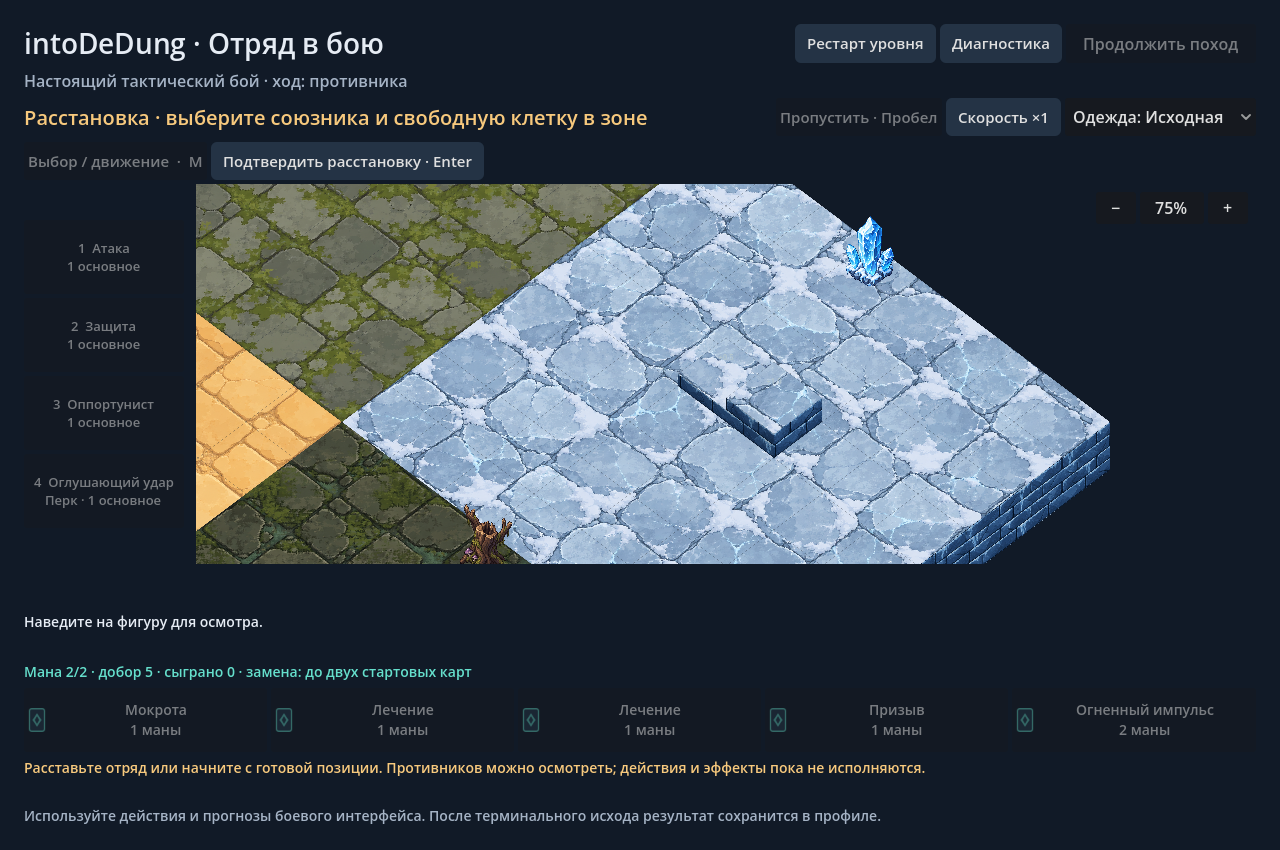 intoDeDung · Отряд в бою
Рестарт уровня
Диагностика
Продолжить поход
Настоящий тактический бой · ход: противника
Расстановка · выберите союзника и свободную клетку в зоне
Пропустить · Пробел
Скорость ×1
Одежда: Исходная
Выбор / движение · M
Подтвердить расстановку · Enter
− 75% +
1 Атака
1 основное
2 Защита
1 основное
3 Оппортунист
1 основное
4 Оглушающий удар
Перк · 1 основное
Наведите на фигуру для осмотра.
Мана 2/2 · добор 5 · сыграно 0 · замена: до двух стартовых карт
Мокрота
1 маны
Лечение
1 маны
Лечение
1 маны
Призыв
1 маны
Огненный импульс
2 маны
Расставьте отряд или начните с готовой позиции. Противников можно осмотреть; действия и эффекты пока не исполняются.
Используйте действия и прогнозы боевого интерфейса. После терминального исхода результат сохранится в профиле.